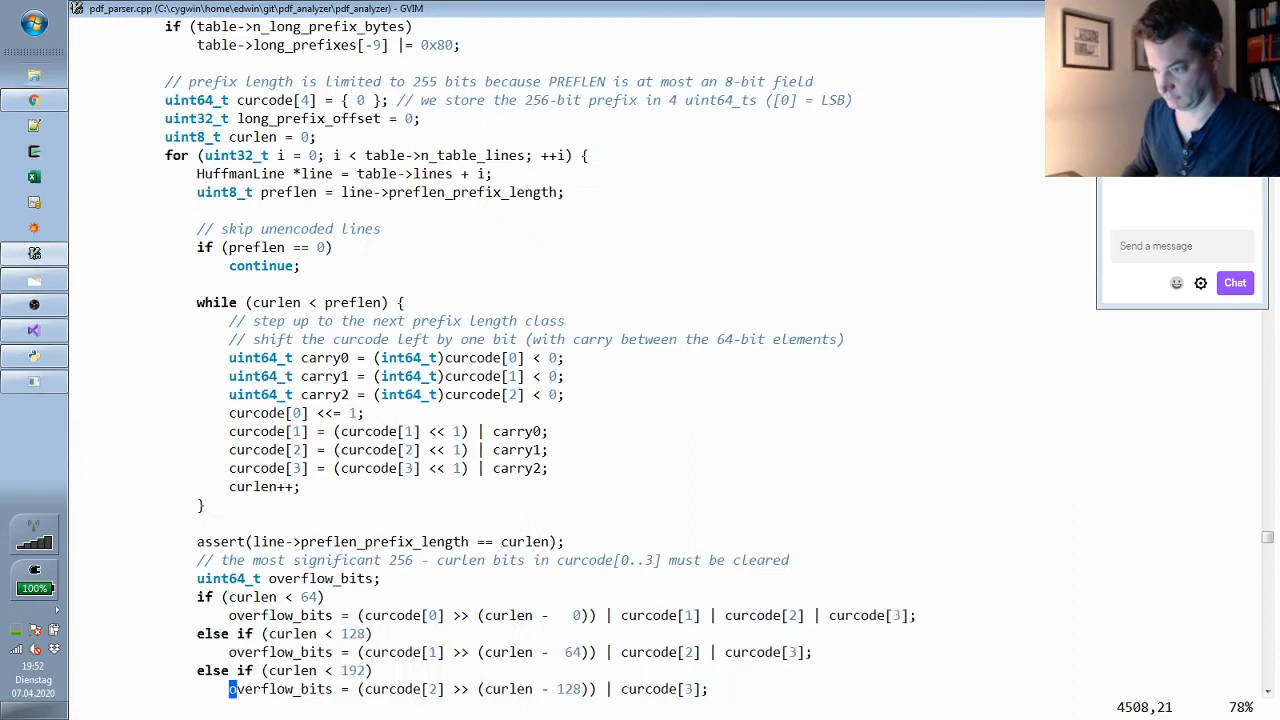 pdf_parser.cpp (C:\cygwin\home\edwin\git\pdf_analyzer\pdf_analyzer) - GVIM
if (table->n_long_prefix_bytes)
table->long_prefixes[-9] |= 0x80;
// prefix length is limited to 255 bits because PREFLEN is at most an 8-bit field
uint64_t curcode[4] = { 0 }; // we store the 256-bit prefix in 4 uint64_ts ([0] = LSB)
uint32_t long_prefix_offset = 0;
uint8_t curlen = 0;
for (uint32_t i = 0; i < table->n_table_lines; ++i) {
HuffmanLine *line = table->lines + i;
uint8_t preflen = line->preflen_prefix_length;
// skip unencoded lines
if (preflen == 0)
continue;
while (curlen < preflen) {
// step up to the next prefix length class
// shift the curcode left by one bit (with carry between the 64-bit elements)
uint64_t carry0 = (int64_t)curcode[0] < 0;
uint64_t carry1 = (int64_t)curcode[1] < 0;
uint64_t carry2 = (int64_t)curcode[2] < 0;
curcode[0] <<= 1;
curcode[1] = (curcode[1] << 1) | carry0;
curcode[2] = (curcode[2] << 1) | carry1;
curcode[3] = (curcode[3] << 1) | carry2;
curlen++;
}
assert(line->preflen_prefix_length == curlen);
// the most significant 256 - curlen bits in curcode[0..3] must be cleared
uint64_t overflow_bits;
if (curlen < 64)
overflow_bits = (curcode[0] >> (curlen -   0)) | curcode[1] | curcode[2] | curcode[3];
else if (curlen < 128)
overflow_bits = (curcode[1] >> (curlen -  64)) | curcode[2] | curcode[3];
else if (curlen < 192)
overflow_bits = (curcode[2] >> (curlen - 128)) | curcode[3];
4508,21 78%
Send a message
Chat
100%
19:52
Dienstag
07.04.2020